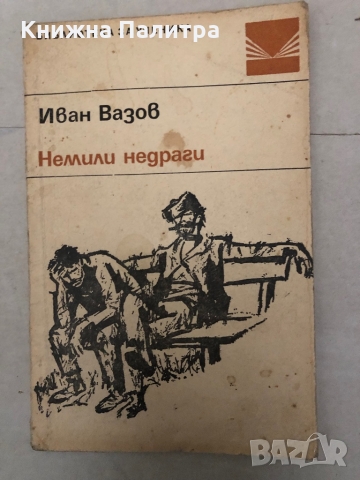 Книжна Палитра
Иван Вазов
Немили недраги
BAZAR